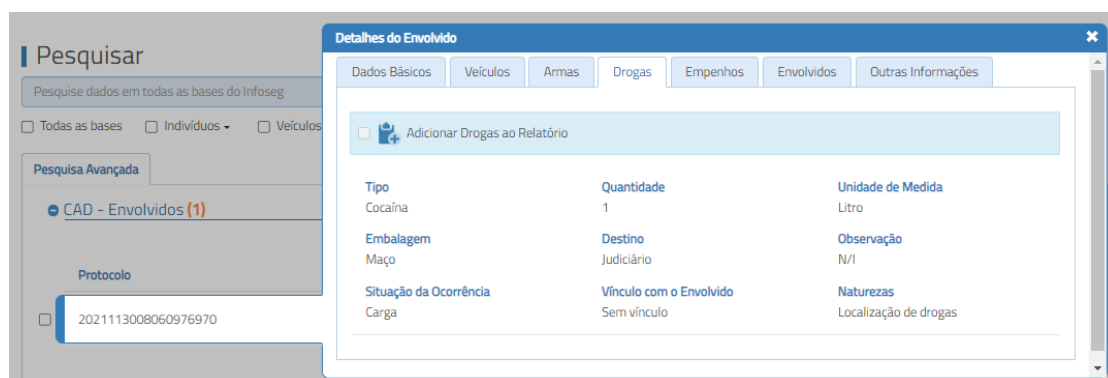 Pesquisar
Pesquise dados em todas as bases do Infoseg
Todas as bases Indivíduos Veículos
Pesquisa Avançada
CAD - Envolvidos (1)
Protocolo
2021113008060976970
Detalhes do Envolvido
Dados Básicos Veículos Armas Drogas Empenhos Envolvidos Outras Informações
Adicionar Drogas ao Relatório
Tipo Quantidade Unidade de Medida
Cocaína 1 Litro
Embalagem Destino Observação
Maço Judiciário N/I
Situação da Ocorrência Vínculo com o Envolvido Naturezas
Carga Sem vínculo Localização de drogas